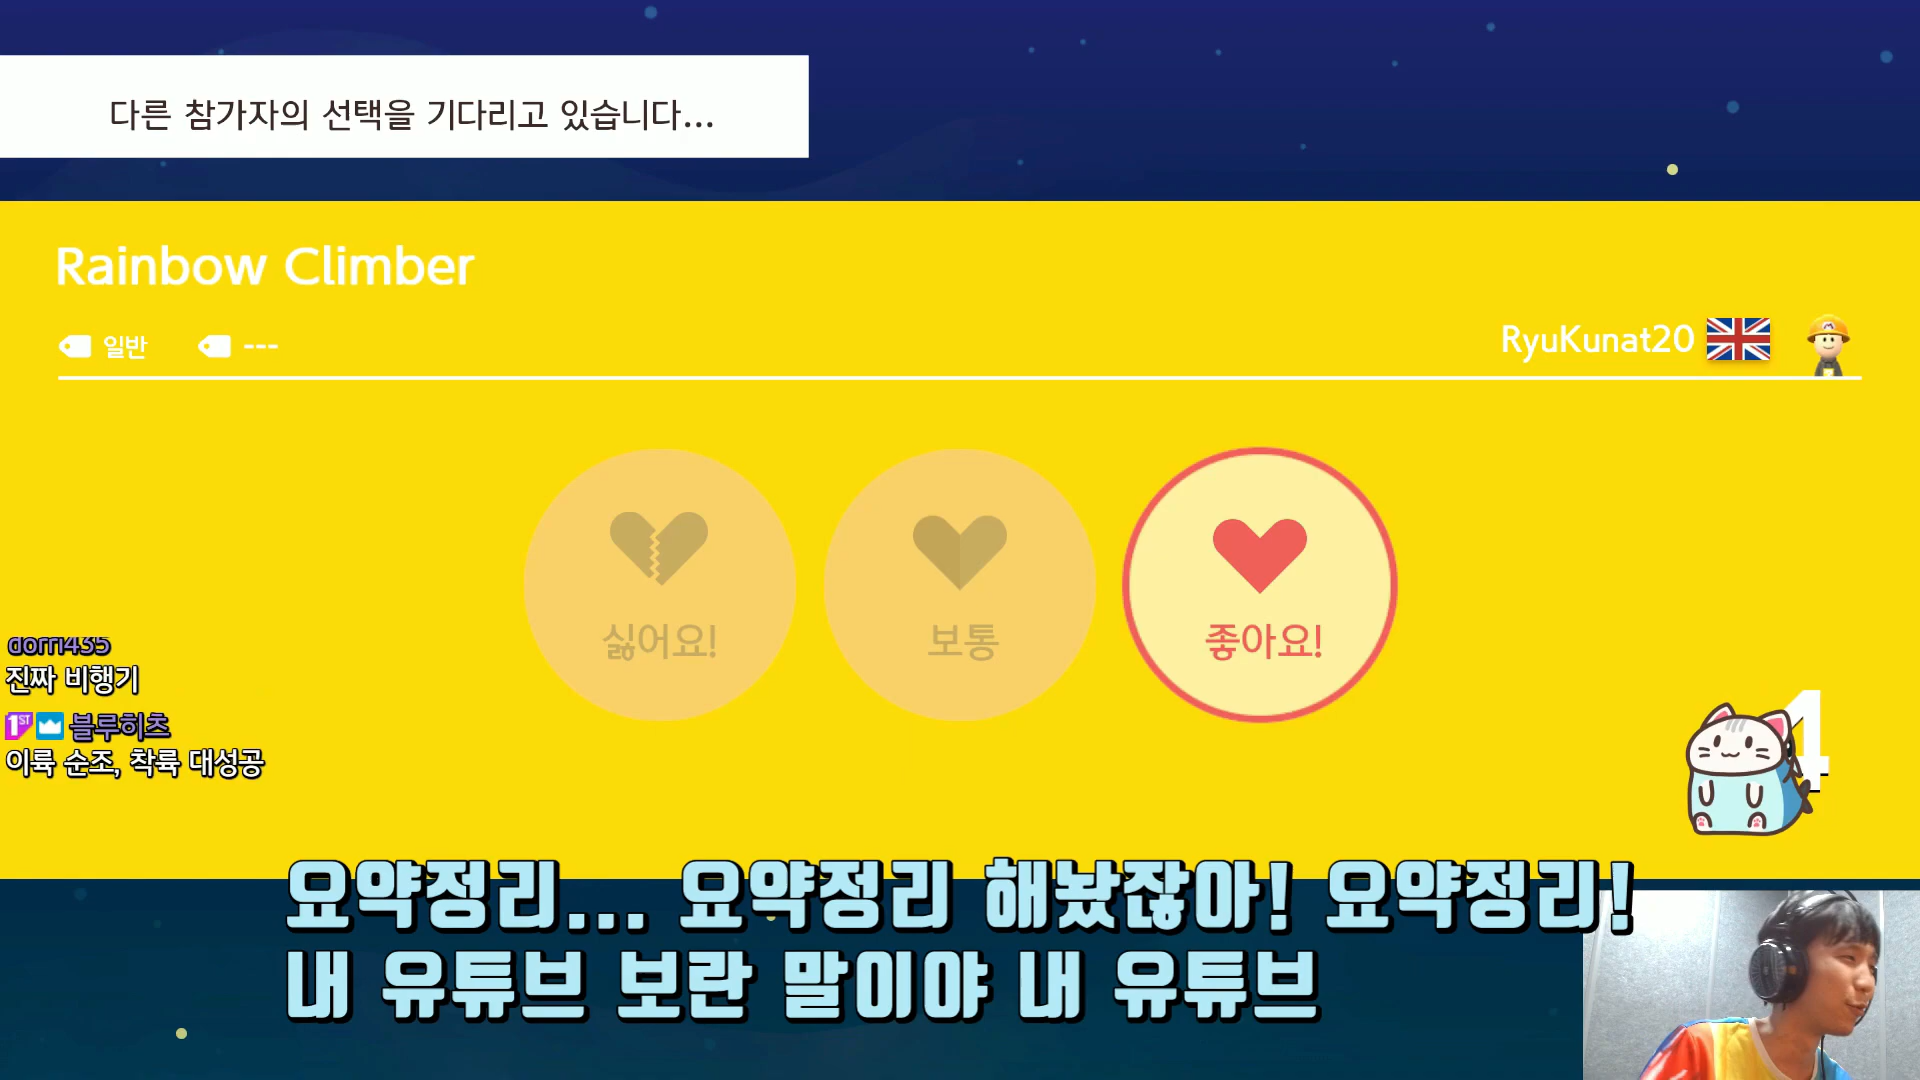 다른 참가자의 선택을 기다리고 있습니다...
Rainbow Climber
일반 ---
RyuKunat20
싫어요!
보통
좋아요!
dorri435
진짜 비행기
1ST 블루히츠
이륙 순조, 착륙 대성공
4
요약정리... 요약정리 해놨잖아! 요약정리!
내 유튜브 보란 말이야 내 유튜브